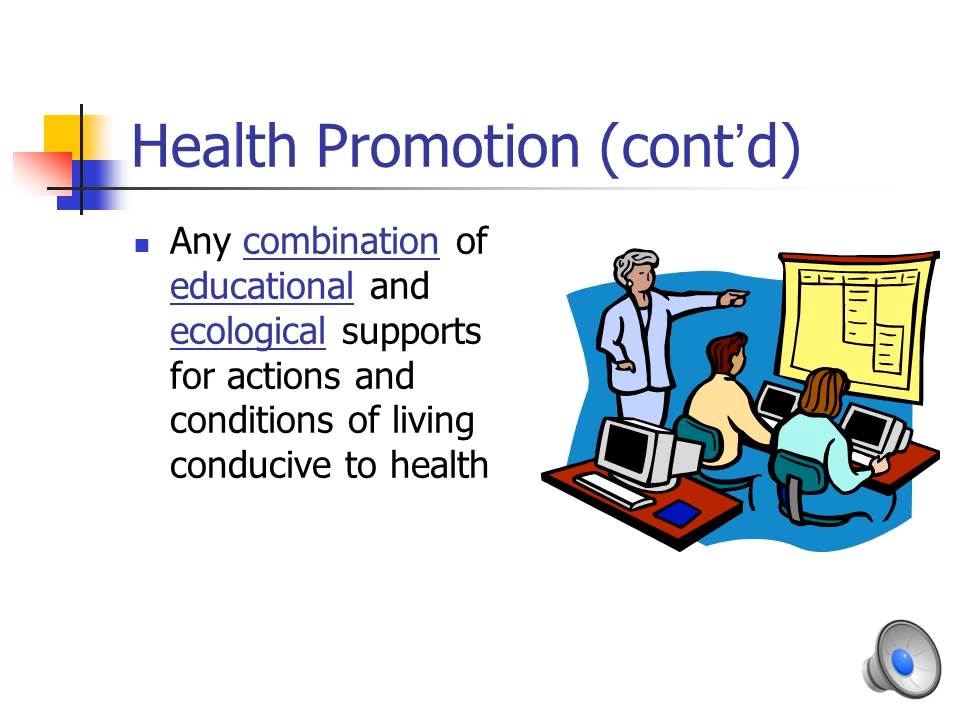 Health Promotion (cont’d)
Any combination of
educational and
ecological supports
for actions and
conditions of living
conducive to health